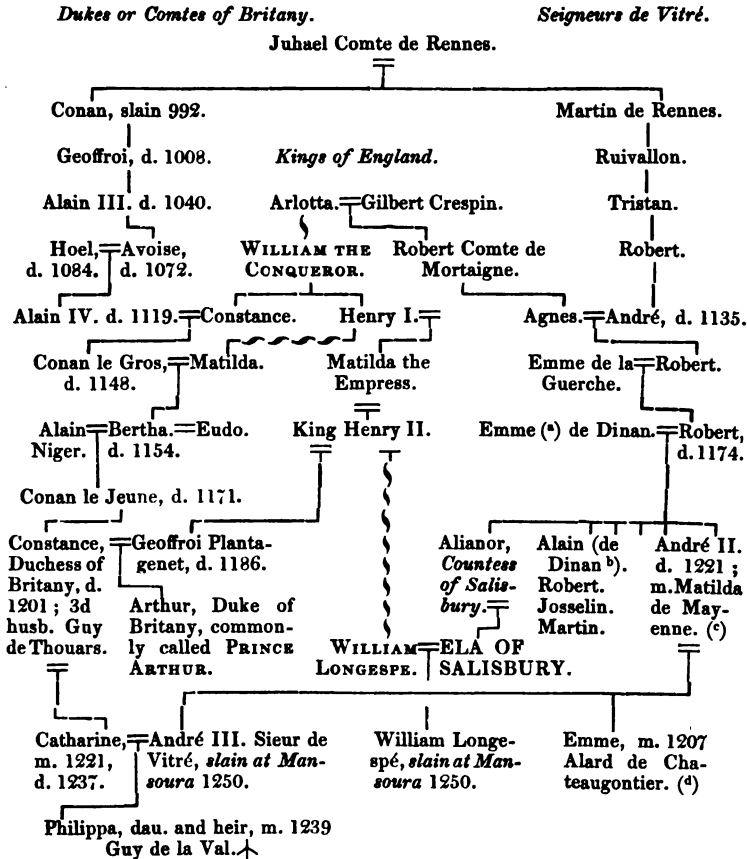 Dukes or Comtes of Britany. Seigneurs de Vitré.
Juhael Comte de Rennes.
Conan, slain 992. Martin de Rennes.
Geoffroi, d. 1008. Kings of England. Ruivallon.
Alain III. d. 1040. Arlotta.=Gilbert Crespin. Tristan.
Hoel,=Avoise, WILLIAM THE Robert Comte de Robert.
d. 1084. d. 1072. CONQUEROR. Mortaigne.
Alain IV. d. 1119.=Constance. Henry I.= Agnes.=André, d. 1135.
Conan le Gros,=Matilda. Matilda the Emme de la=Robert.
d. 1148. Empress. Guerche.
Alain=Bertha.=Eudo. King Henry II. Emme (a) de Dinan.=Robert,
Niger. d. 1154. d. 1174.
Conan le Jeune, d. 1171.
Constance,=Geoffroi Planta- Alianor, Alain (de André II.
Duchess of genet, d. 1186. Countess Dinan b). d. 1221 ;
Britany, d. of Salis- Robert. m. Matilda
1201 ; 3d Arthur, Duke of bury.= Josselin. de May-
husb. Guy Britany, common- Martin. enne. (c)
de Thouars. ly called PRINCE WILLIAM=ELA OF
ARTHUR. LONGESPE. SALISBURY.
Catharine,=André III. Sieur de William Longe- Emme, m. 1207
m. 1221, Vitré, slain at Man- spé, slain at Man- Alard de Cha-
d. 1237. soura 1250. soura 1250. teaugontier. (d)
Philippa, dau. and heir, m. 1239
Guy de la Val.